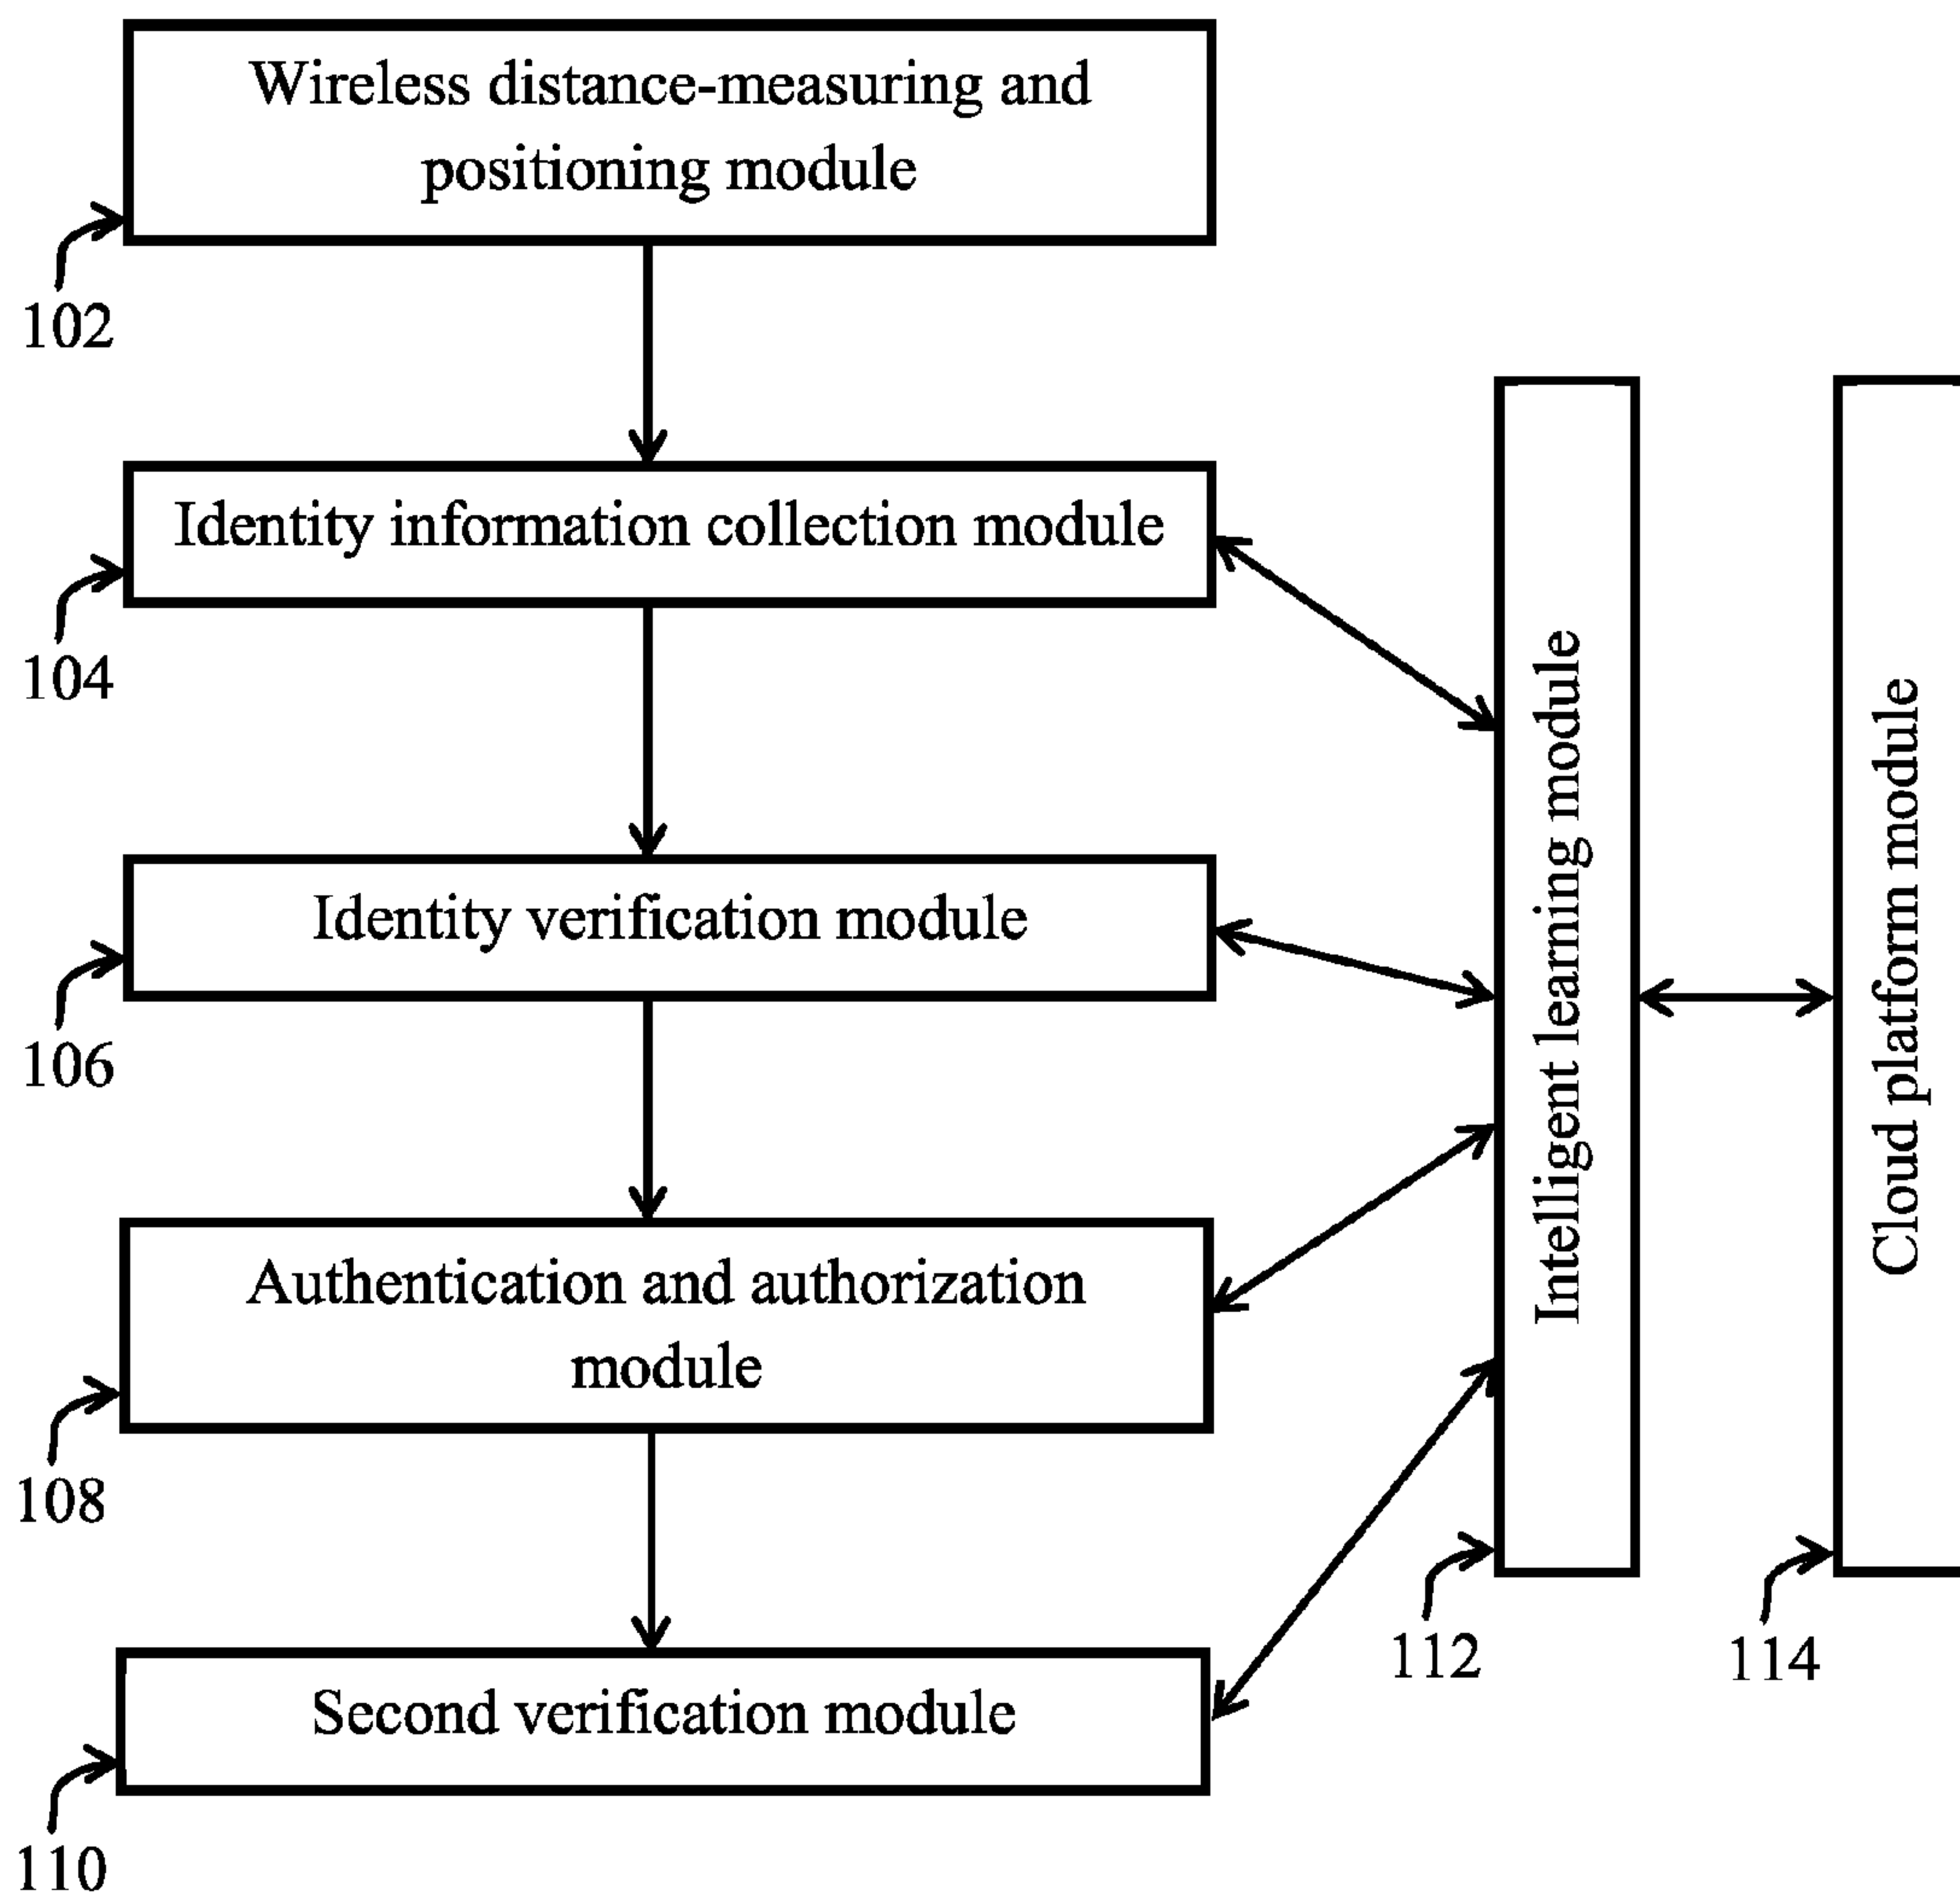 Wireless distance-measuring and
positioning module
102
Identity information collection module
104
Identity verification module
106
Authentication and authorization
module
108
Second verification module
110
Intelligent learning module
112
Cloud platform module
114